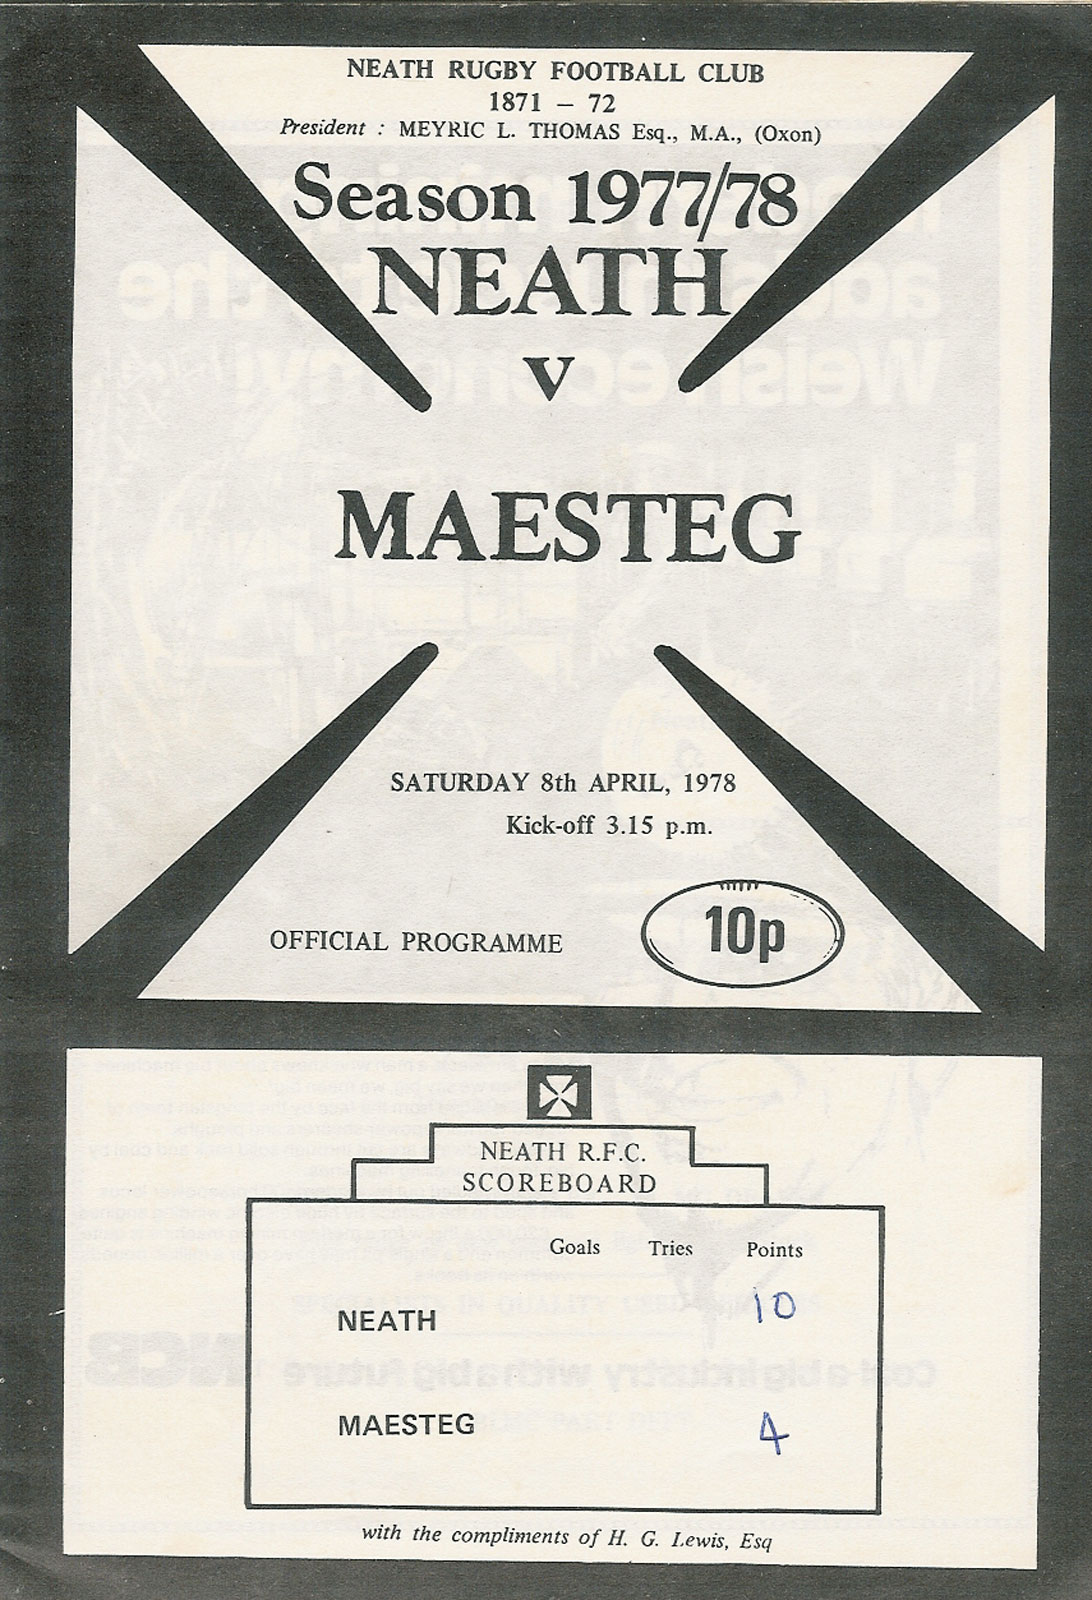 NEATH RUGBY FOOTBALL CLUB
1871 – 72
President : MEYRIC L. THOMAS Esq., M.A., (Oxon)
Season 1977/78
NEATH
v
MAESTEG
SATURDAY 8th APRIL, 1978
Kick-off 3.15 p.m.
OFFICIAL PROGRAMME
10p
NEATH R.F.C.
SCOREBOARD
Goals Tries Points
NEATH 10
MAESTEG 4
with the compliments of H. G. Lewis, Esq